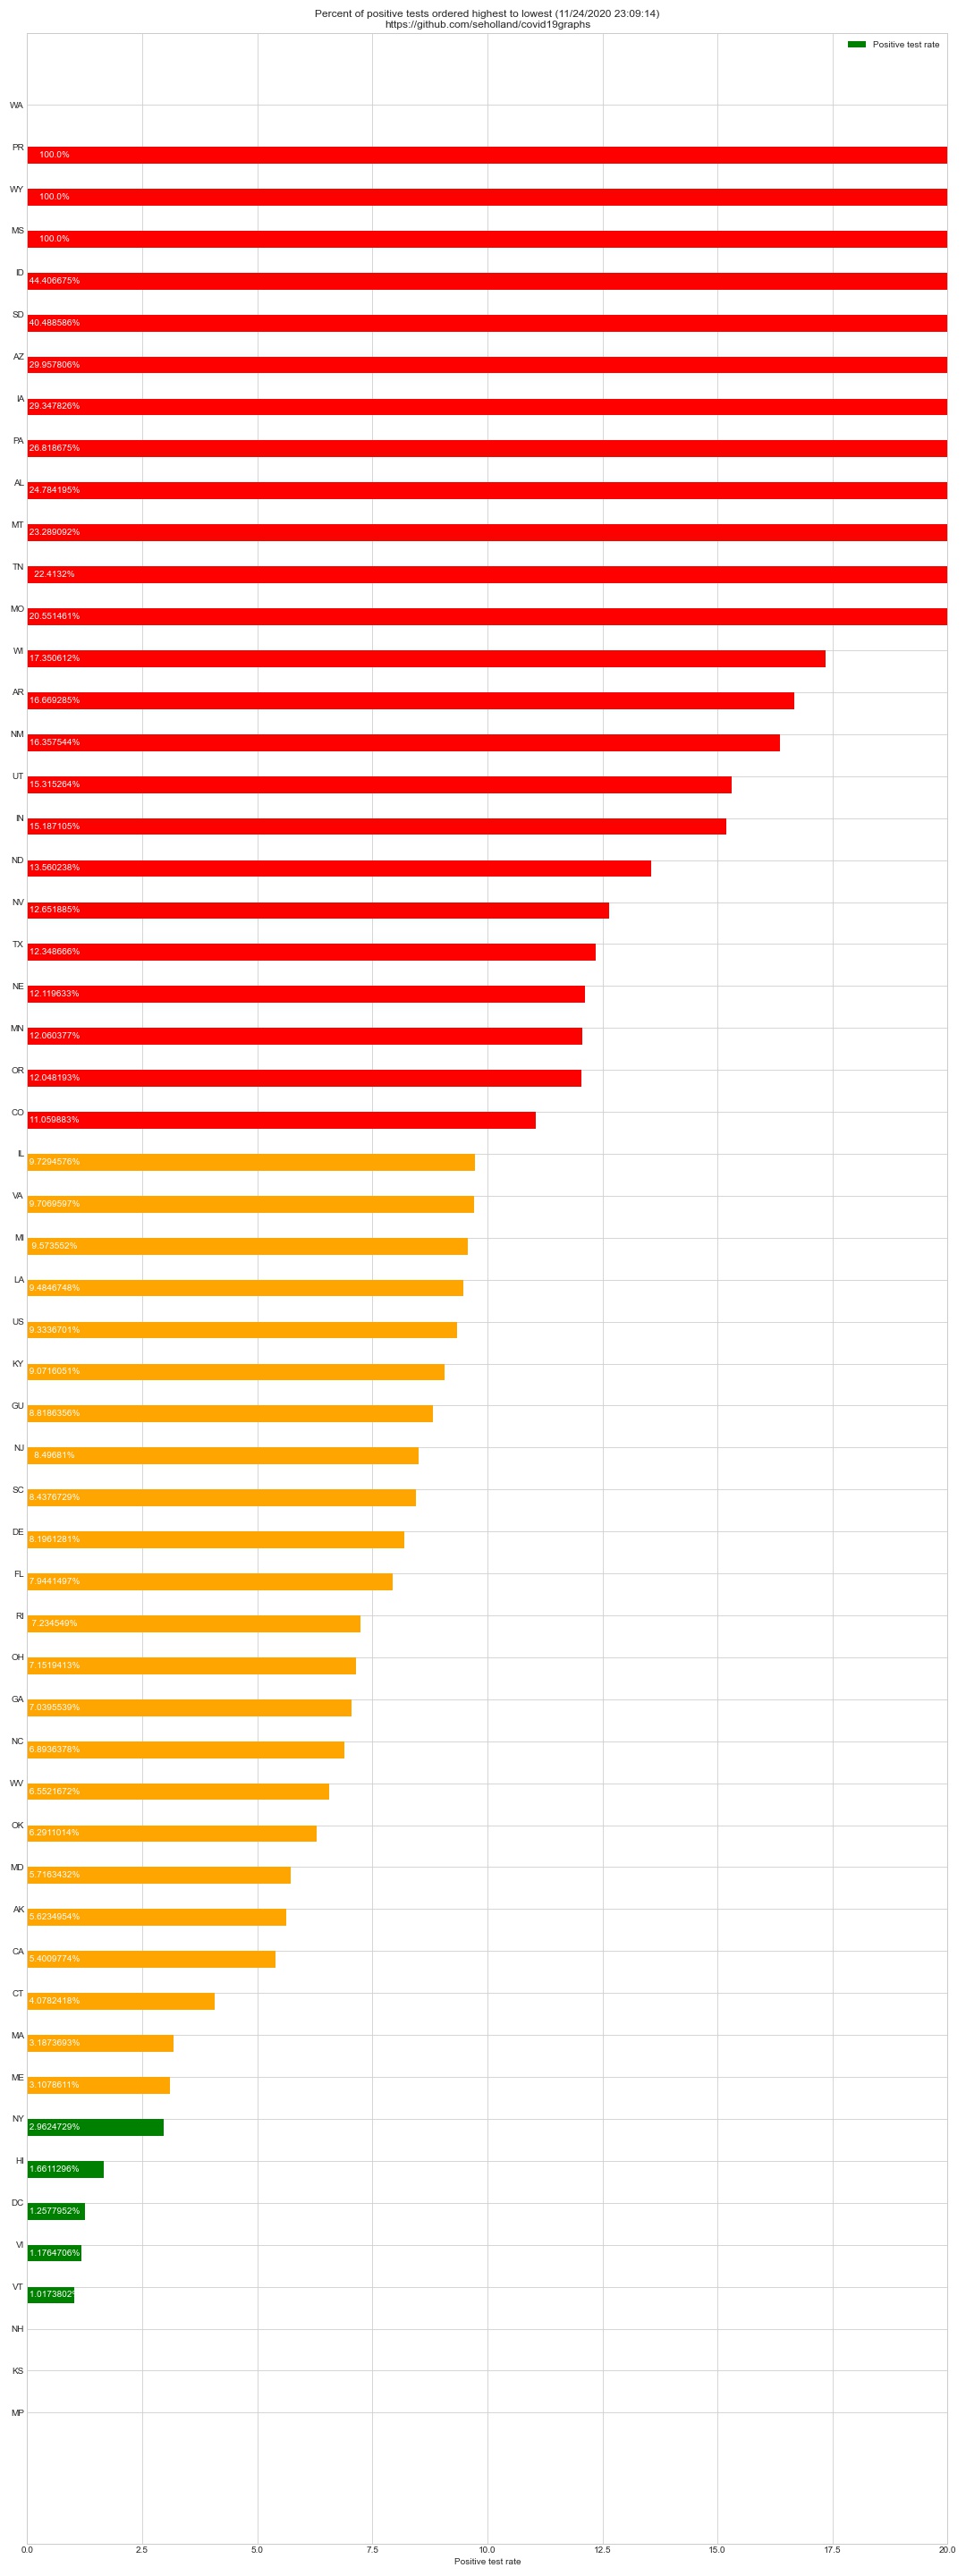 Percent of positive tests ordered highest to lowest (11/24/2020 23:09:14)
https://github.com/seholland/covid19graphs
Positive test rate
WA
PR 100.0%
WY 100.0%
MS 100.0%
ID 44.406675%
SD 40.488586%
AZ 29.957806%
IA 29.347826%
PA 26.818675%
AL 24.784195%
MT 23.289092%
TN 22.4132%
MO 20.551461%
WI 17.350612%
AR 16.669285%
NM 16.357544%
UT 15.315264%
IN 15.187105%
ND 13.560238%
NV 12.651885%
TX 12.348666%
NE 12.119633%
MN 12.060377%
OR 12.048193%
CO 11.059883%
IL 9.7294576%
VA 9.7069597%
MI 9.573552%
LA 9.4846748%
US 9.3336701%
KY 9.0716051%
GU 8.8186356%
NJ 8.49681%
SC 8.4376729%
DE 8.1961281%
FL 7.9441497%
RI 7.234549%
OH 7.1519413%
GA 7.0395539%
NC 6.8936378%
WV 6.5521672%
OK 6.2911014%
MD 5.7163432%
AK 5.6234954%
CA 5.4009774%
CT 4.0782418%
MA 3.1873693%
ME 3.1078611%
NY 2.9624729%
HI 1.6611296%
DC 1.2577952%
VI 1.1764706%
VT 1.0173802%
NH
KS
MP
0.0 2.5 5.0 7.5 10.0 12.5 15.0 17.5 20.0
Positive test rate